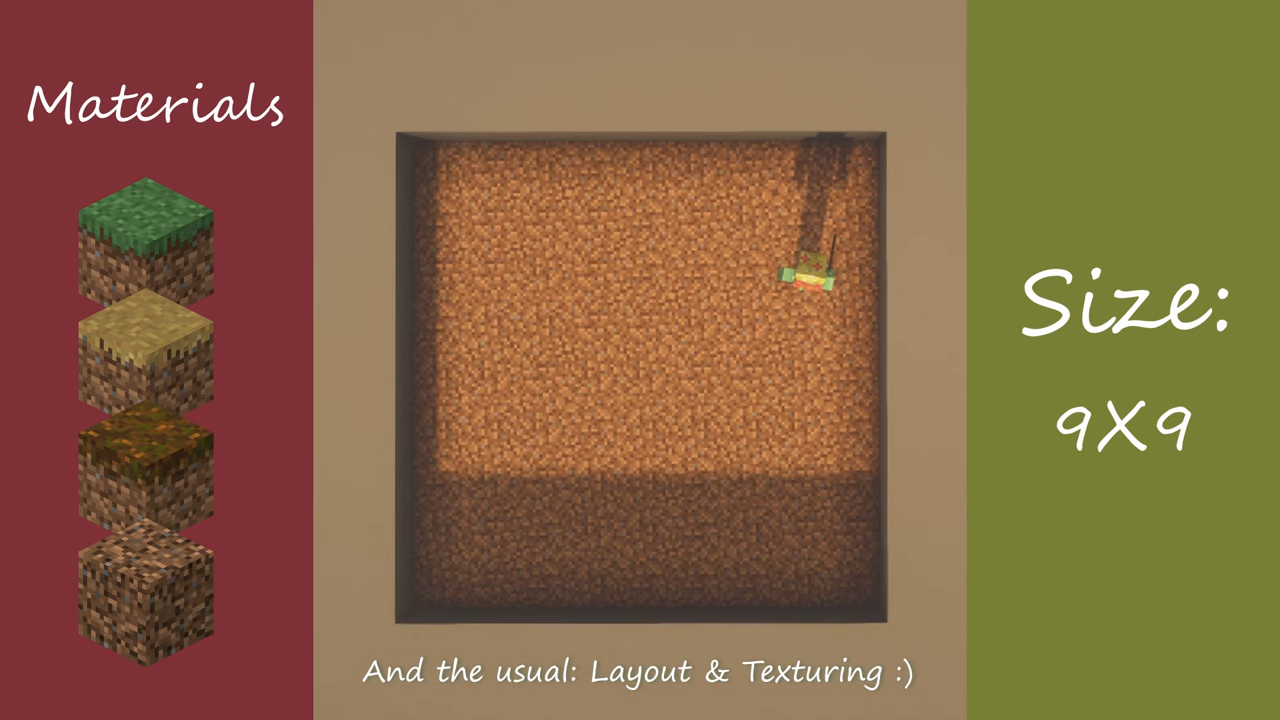 Materials
Size:
9X9
And the usual: Layout & Texturing :)